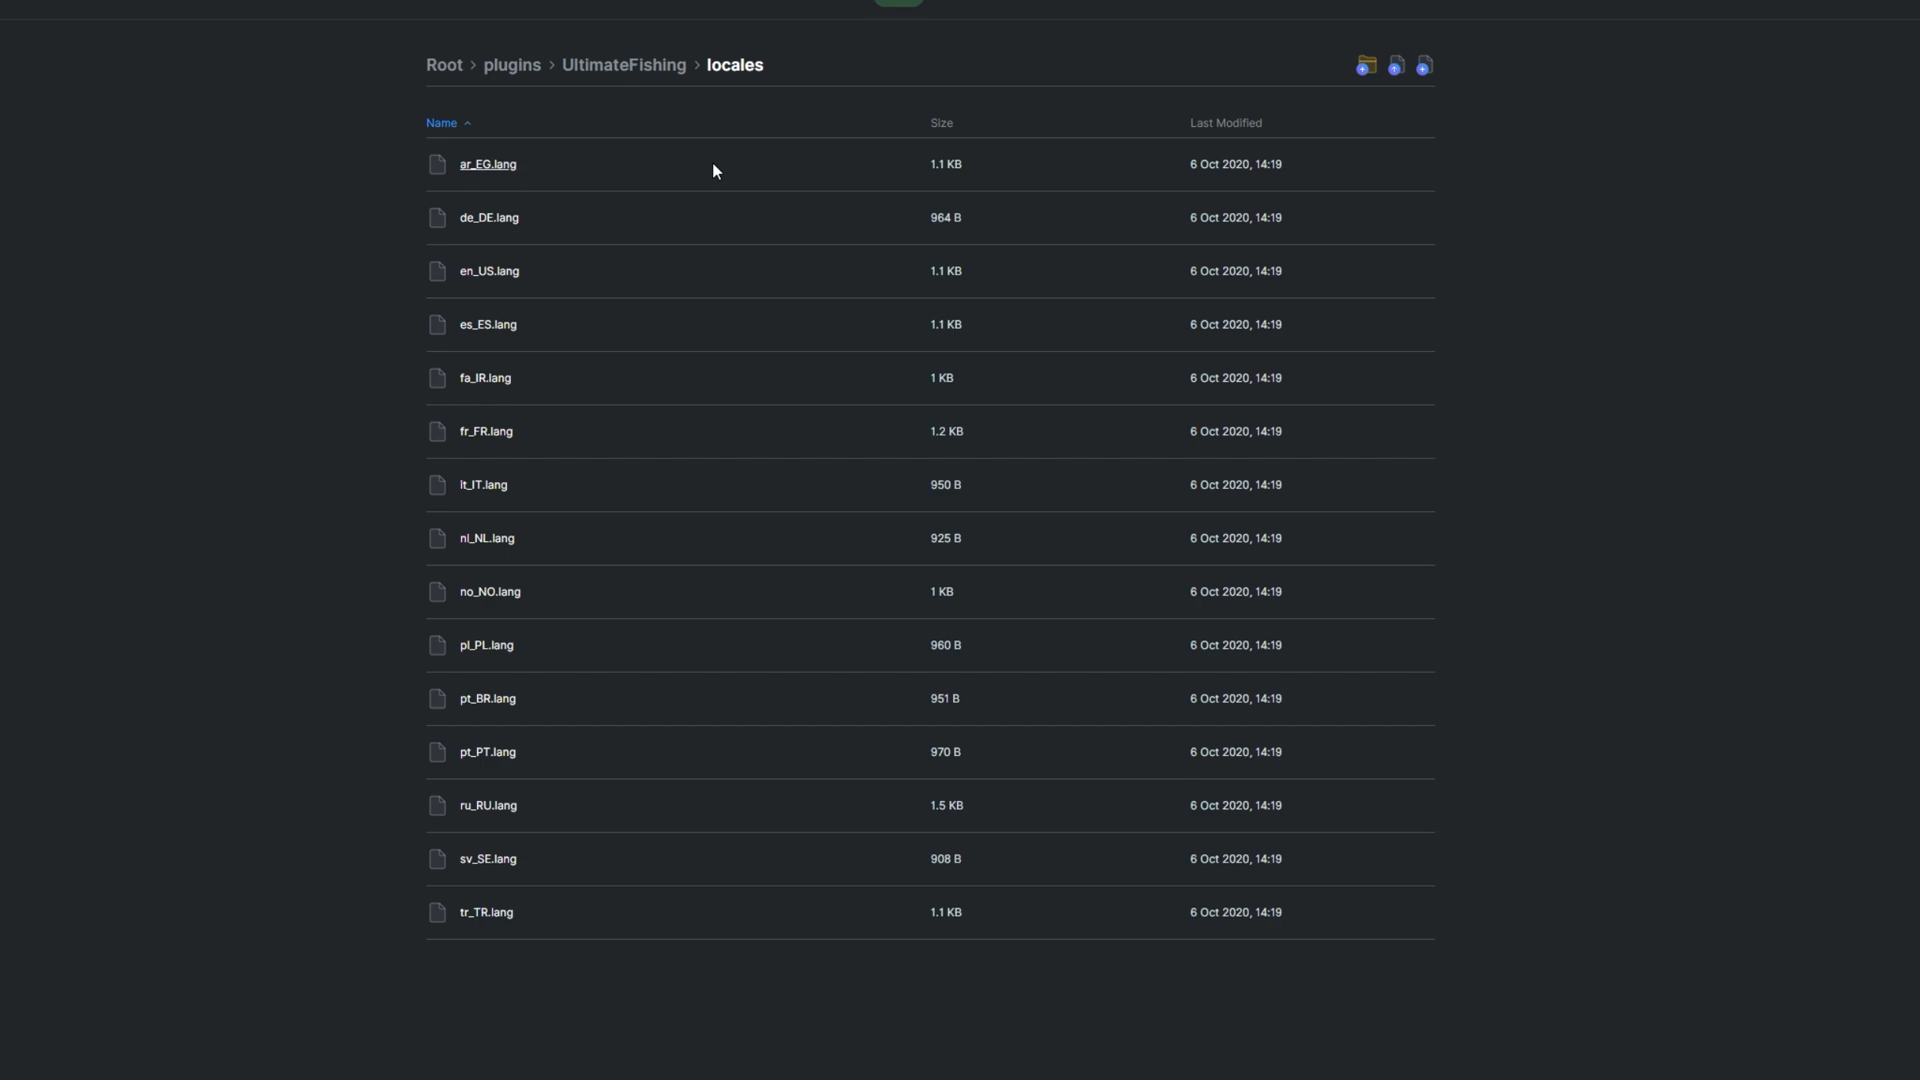 Root > plugins > UltimateFishing > locales
Name Size Last Modified
ar_EG.lang 1.1 KB 6 Oct 2020, 14:19
de_DE.lang 964 B 6 Oct 2020, 14:19
en_US.lang 1.1 KB 6 Oct 2020, 14:19
es_ES.lang 1.1 KB 6 Oct 2020, 14:19
fa_IR.lang 1 KB 6 Oct 2020, 14:19
fr_FR.lang 1.2 KB 6 Oct 2020, 14:19
lt_IT.lang 950 B 6 Oct 2020, 14:19
nl_NL.lang 925 B 6 Oct 2020, 14:19
no_NO.lang 1 KB 6 Oct 2020, 14:19
pl_PL.lang 960 B 6 Oct 2020, 14:19
pt_BR.lang 951 B 6 Oct 2020, 14:19
pt_PT.lang 970 B 6 Oct 2020, 14:19
ru_RU.lang 1.5 KB 6 Oct 2020, 14:19
sv_SE.lang 908 B 6 Oct 2020, 14:19
tr_TR.lang 1.1 KB 6 Oct 2020, 14:19